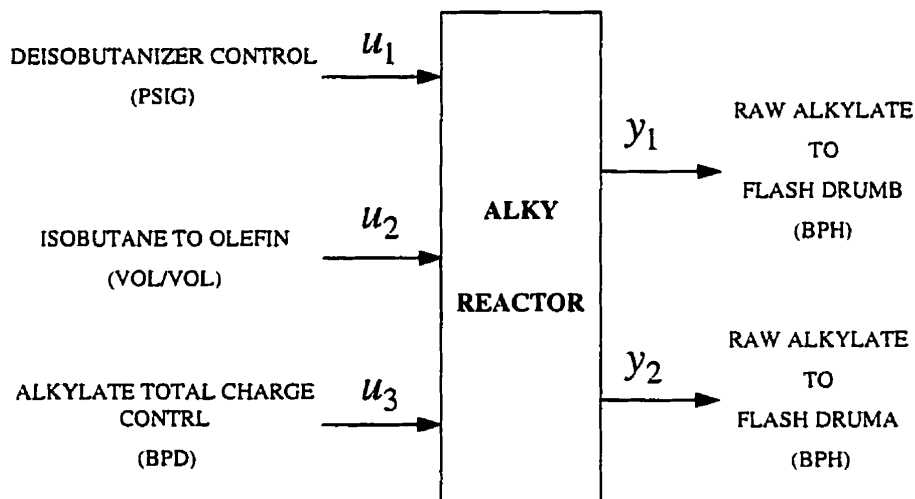 DEISOBUTANIZER CONTROL
(PSIG)
u1
ISOBUTANE TO OLEFIN
(VOL/VOL)
u2
ALKYLATE TOTAL CHARGE
CONTRL
(BPD)
u3
ALKY
REACTOR
y1
RAW ALKYLATE
TO
FLASH DRUMB
(BPH)
y2
RAW ALKYLATE
TO
FLASH DRUMA
(BPH)